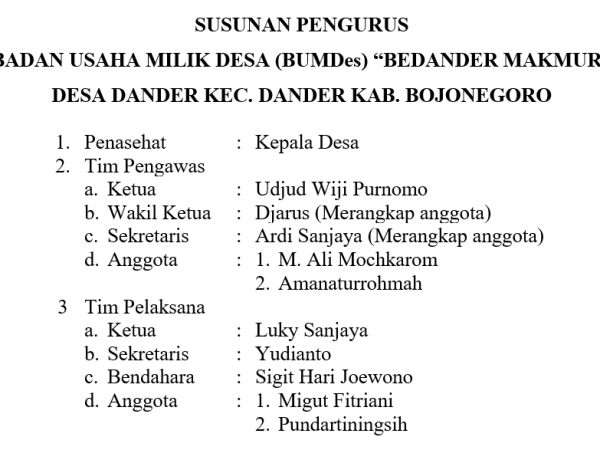 SUSUNAN PENGURUS
BADAN USAHA MILIK DESA (BUMDes) “BEDANDER MAKMUR
DESA DANDER KEC. DANDER KAB. BOJONEGORO
1. Penasehat : Kepala Desa
2. Tim Pengawas
a. Ketua : Udjud Wiji Purnomo
b. Wakil Ketua : Djarus (Merangkap anggota)
c. Sekretaris : Ardi Sanjaya (Merangkap anggota)
d. Anggota : 1. M. Ali Mochkarom
2. Amanaturrohmah
3 Tim Pelaksana
a. Ketua : Luky Sanjaya
b. Sekretaris : Yudianto
c. Bendahara : Sigit Hari Joewono
d. Anggota : 1. Migut Fitriani
2. Pundartiningsih